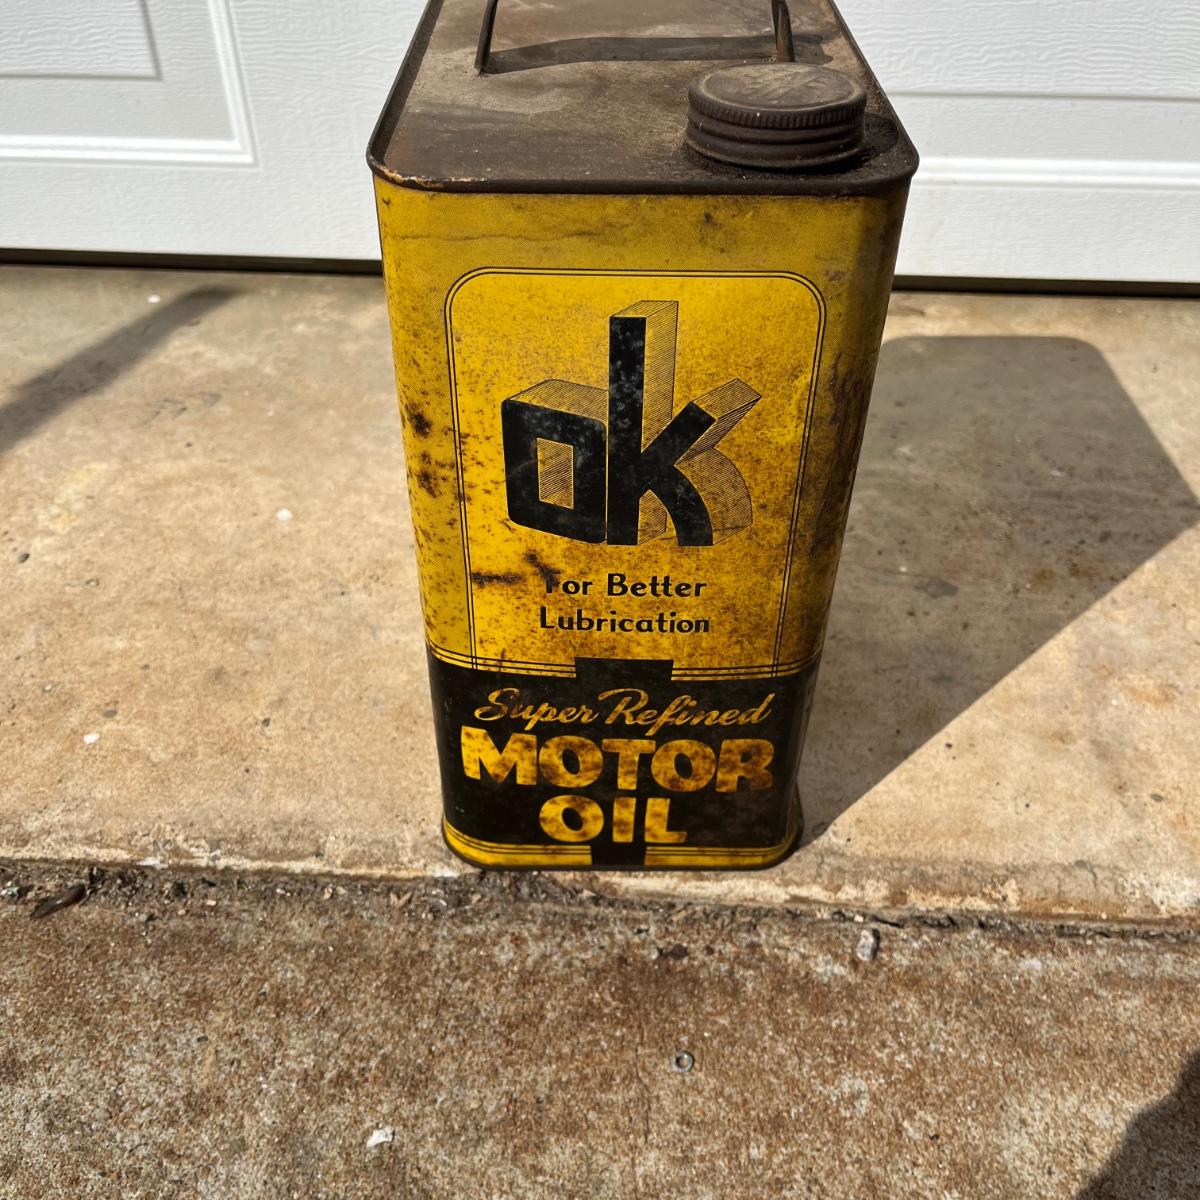 ok
For Better
Lubrication
Super Refined
MOTOR
OIL